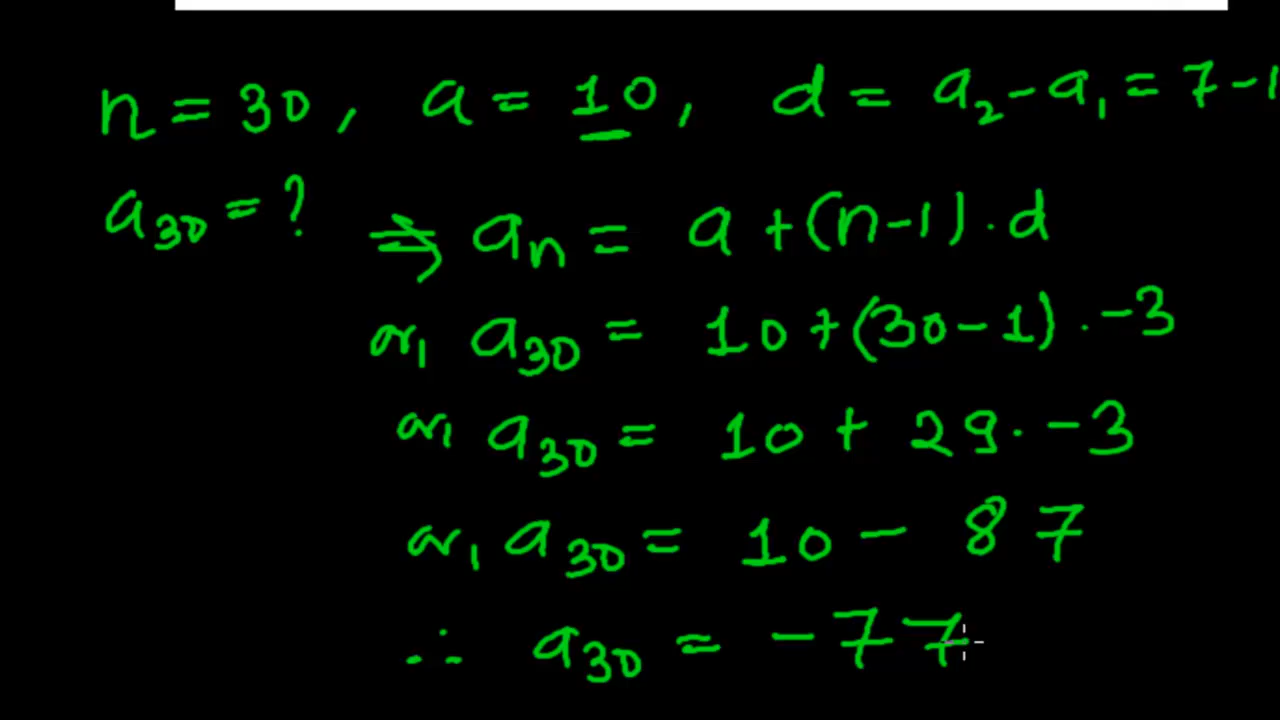 n = 30, a = 10, d = a₂ - a₁ = 7 - 1
a₃₀ = ?
⇒ aₙ = a + (n - 1) · d
or, a₃₀ = 10 + (30 - 1) · -3
or, a₃₀ = 10 + 29 · -3
or, a₃₀ = 10 - 87
∴ a₃₀ = -77